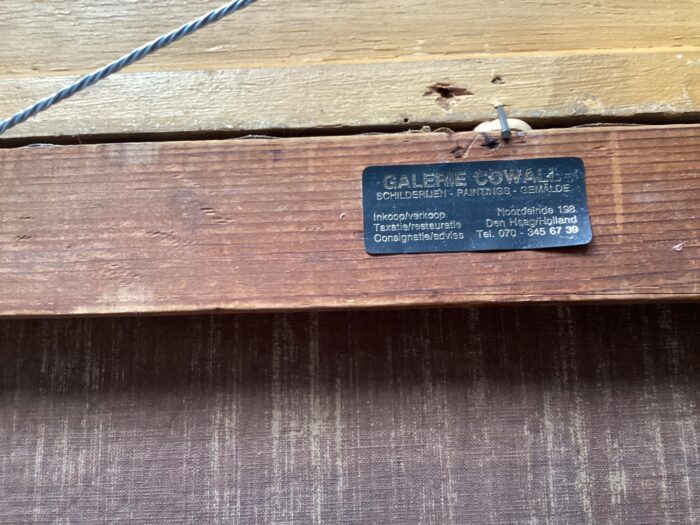 GALERIE COWALL
SCHILDERIJEN - PAINTINGS - GEMÄLDE
Inkoop/verkoop Noordeinde 198
Taxatie/restauratie Den Haag/Holland
Consignatie/advies Tel. 070 - 345 67 39